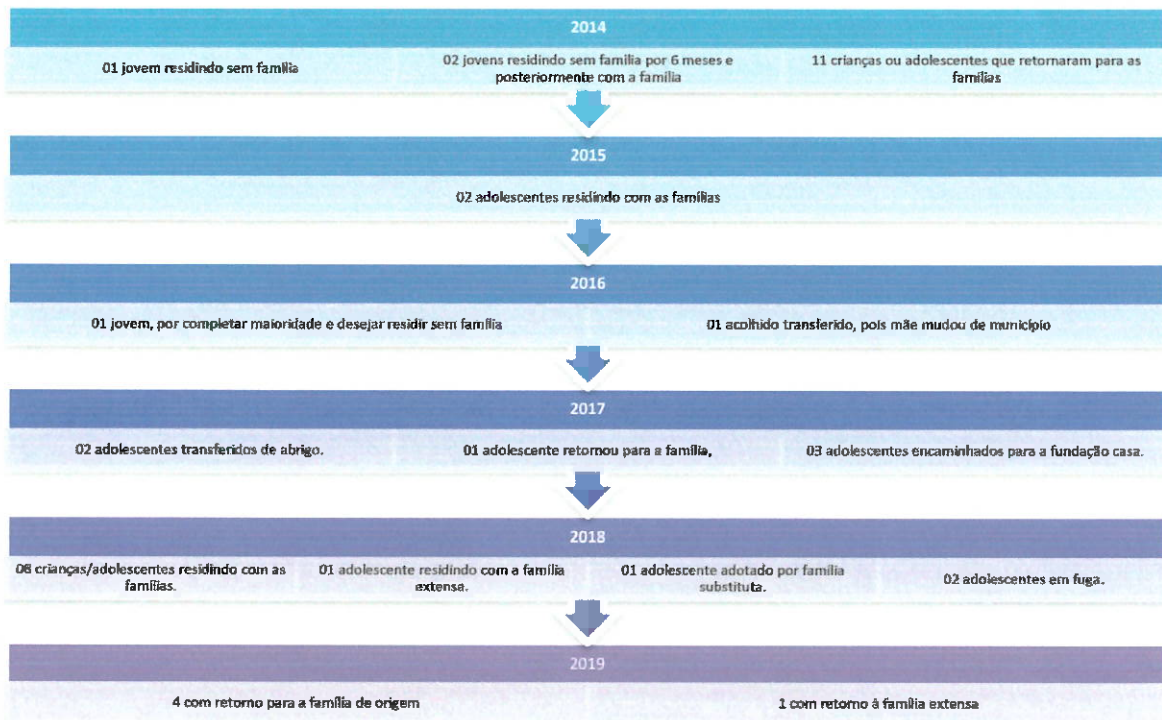 2014
01 jovem residindo sem família
02 jovens residindo sem família por 6 meses e
posteriormente com a família
11 crianças ou adolescentes que retornaram para as
famílias
2015
02 adolescentes residindo com as famílias
2016
01 jovem, por completar maioridade e desejar residir sem família
01 acolhido transferido, pois mãe mudou de município
2017
02 adolescentes transferidos de abrigo.
01 adolescente retornou para a família,
03 adolescentes encaminhados para a fundação casa.
2018
08 crianças/adolescentes residindo com as
famílias.
01 adolescente residindo com a família
extensa.
01 adolescente adotado por família
substituta.
02 adolescentes em fuga.
2019
4 com retorno para a família de origem
1 com retorno à família extensa